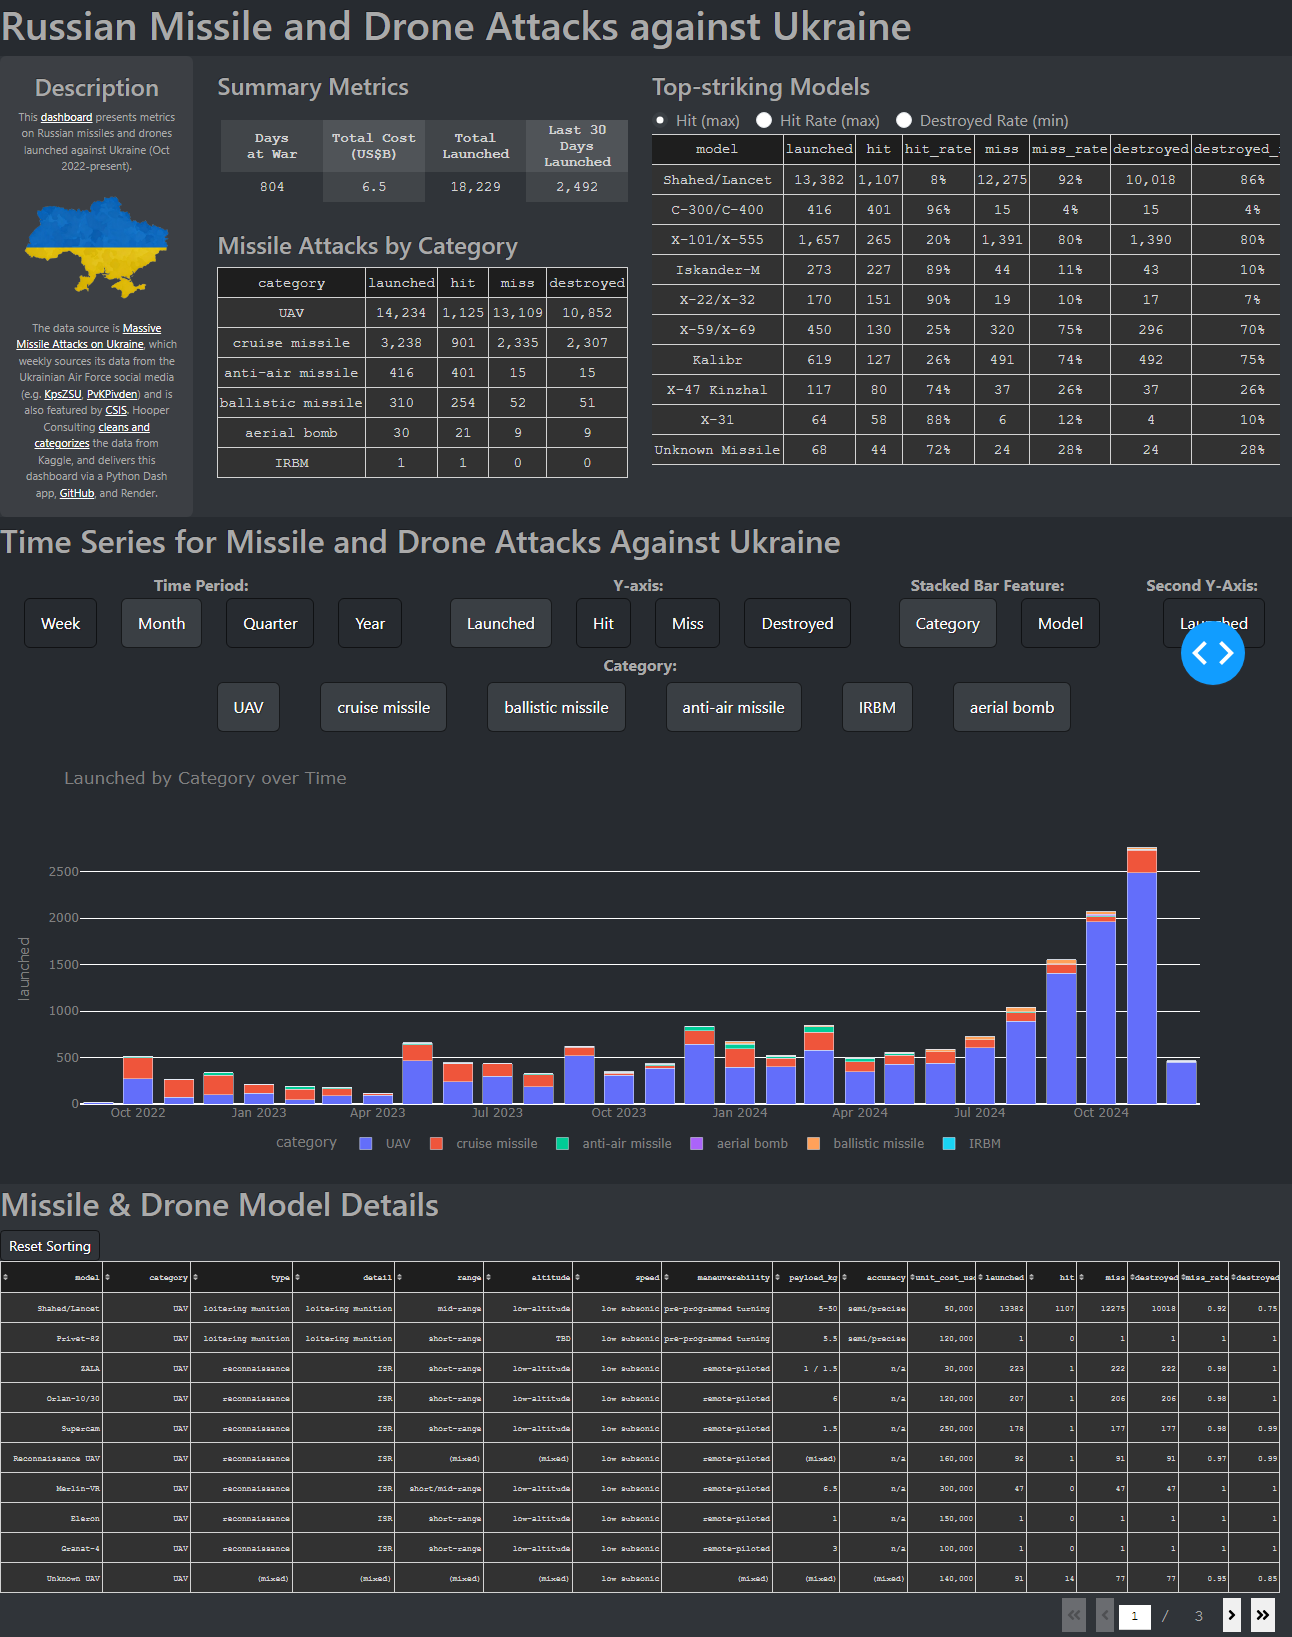 Russian Missile and Drone Attacks against Ukraine
Description
This dashboard presents metrics
on Russian missiles and drones
launched against Ukraine (Oct
2022-present).
The data source is Massive
Missile Attacks on Ukraine, which
weekly sources its data from the
Ukrainian Air Force social media
(e.g. KpsZSU, PvKPivden) and is
also featured by CSIS. Hooper
Consulting cleans and
categorizes the data from
Kaggle, and delivers this
dashboard via a Python Dash
app, GitHub, and Render.
Summary Metrics
Days at War Total Cost (US$B) Total Launched Last 30 Days Launched
804 6.5 18,229 2,492
Missile Attacks by Category
category launched hit miss destroyed
UAV 14,234 1,125 13,109 10,852
cruise missile 3,238 901 2,335 2,307
anti-air missile 416 401 15 15
ballistic missile 310 254 52 51
aerial bomb 30 21 9 9
IRBM 1 1 0 0
Top-striking Models
Hit (max) Hit Rate (max) Destroyed Rate (min)
model launched hit hit_rate miss miss_rate destroyed destroyed_
Shahed/Lancet 13,382 1,107 8% 12,275 92% 10,018 86%
C-300/C-400 416 401 96% 15 4% 15 4%
X-101/X-555 1,657 265 20% 1,391 80% 1,390 80%
Iskander-M 273 227 89% 44 11% 43 10%
X-22/X-32 170 151 90% 19 10% 17 7%
X-59/X-69 450 130 25% 320 75% 296 70%
Kalibr 619 127 26% 491 74% 492 75%
X-47 Kinzhal 117 80 74% 37 26% 37 26%
X-31 64 58 88% 6 12% 4 10%
Unknown Missile 68 44 72% 24 28% 24 28%
Time Series for Missile and Drone Attacks Against Ukraine
Time Period: Y-axis: Stacked Bar Feature: Second Y-Axis:
Week Month Quarter Year Launched Hit Miss Destroyed Category Model Launched
Category:
UAV cruise missile ballistic missile anti-air missile IRBM aerial bomb
Launched by Category over Time
2500
2000
1500
1000
500
0
launched
Oct 2022 Jan 2023 Apr 2023 Jul 2023 Oct 2023 Jan 2024 Apr 2024 Jul 2024 Oct 2024
category UAV cruise missile anti-air missile aerial bomb ballistic missile IRBM
Missile & Drone Model Details
Reset Sorting
model category type detail range altitude speed maneuverability payload_kg accuracy unit_cost_usd launched hit miss destroyed miss_rate destroyed
Shahed/Lancet UAV loitering munition loitering munition mid-range low-altitude low subsonic pre-programmed turning 5-50 semi/precise 50,000 13382 1107 12275 10018 0.92 0.75
Privet-82 UAV loitering munition loitering munition short-range TBD low subsonic pre-programmed turning 5.5 semi/precise 120,000 1 0 1 1 1 1
ZALA UAV reconnaissance ISR short-range low-altitude low subsonic remote-piloted 1 / 1.5 n/a 30,000 223 1 222 222 0.98 1
Orlan-10/30 UAV reconnaissance ISR short-range low-altitude low subsonic remote-piloted 6 n/a 120,000 207 1 206 206 0.98 1
Supercam UAV reconnaissance ISR short-range low-altitude low subsonic remote-piloted 1.5 n/a 250,000 178 1 177 177 0.98 0.99
Reconnaissance UAV UAV reconnaissance ISR (mixed) (mixed) low subsonic remote-piloted (mixed) n/a 160,000 92 1 91 91 0.97 0.99
Merlin-VR UAV reconnaissance ISR short/mid-range low-altitude low subsonic remote-piloted 6.5 n/a 300,000 47 0 47 47 1 1
Eleron UAV reconnaissance ISR short-range low-altitude low subsonic remote-piloted 1 n/a 150,000 1 0 1 1 1 1
Granat-4 UAV reconnaissance ISR short-range low-altitude low subsonic remote-piloted 3 n/a 100,000 1 0 1 1 1 1
Unknown UAV UAV (mixed) (mixed) (mixed) (mixed) low subsonic (mixed) (mixed) (mixed) 140,000 91 14 77 77 0.95 0.85
1 / 3